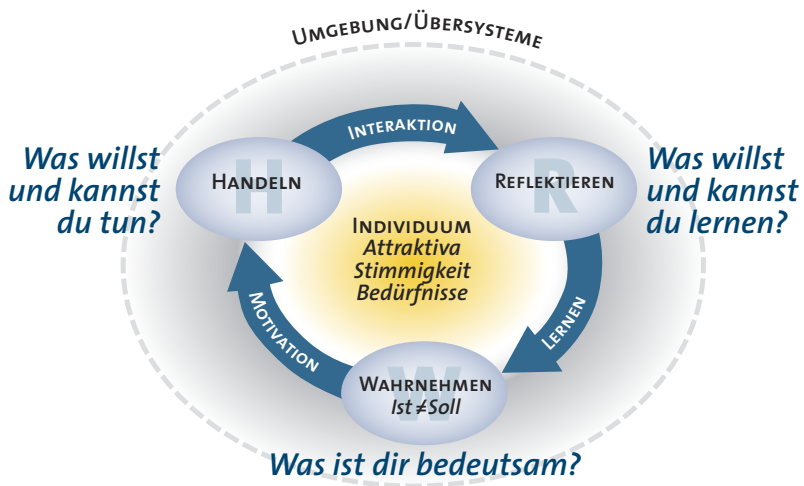 UMGEBUNG/ÜBERSYSTEME
INTERAKTION
Was willst
und kannst
du tun?
H
HANDELN
R
REFLEKTIEREN
Was willst
und kannst
du lernen?
INDIVIDUUM
Attraktiva
Stimmigkeit
Bedürfnisse
MOTIVATION
LERNEN
W
WAHRNEHMEN
Ist ≠ Soll
Was ist dir bedeutsam?